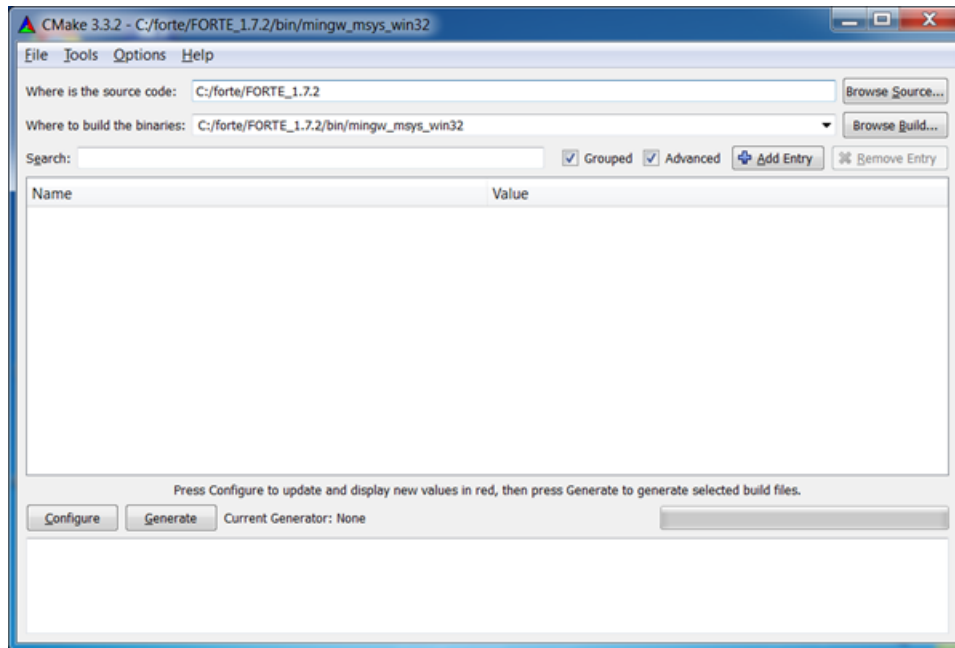 CMake 3.3.2 - C:/forte/FORTE_1.7.2/bin/mingw_msys_win32
File Tools Options Help
Where is the source code: C:/forte/FORTE_1.7.2 Browse Source...
Where to build the binaries: C:/forte/FORTE_1.7.2/bin/mingw_msys_win32 Browse Build...
Search: Grouped Advanced Add Entry Remove Entry
Name Value
Press Configure to update and display new values in red, then press Generate to generate selected build files.
Configure Generate Current Generator: None